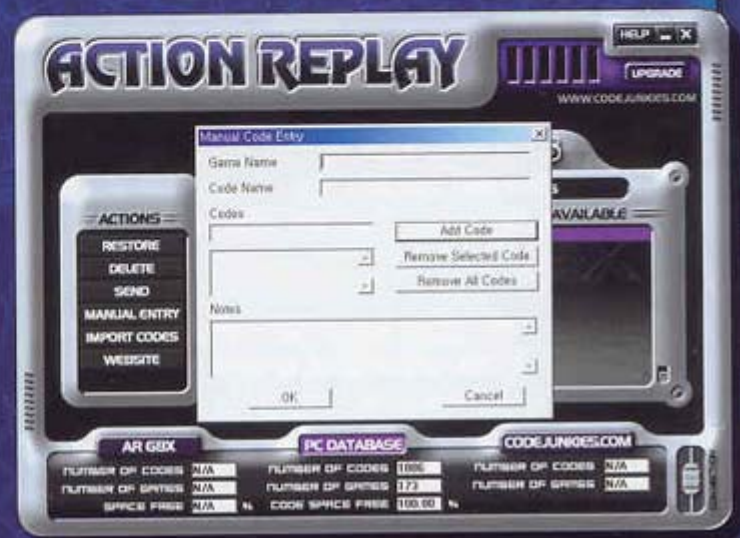 ACTION REPLAY
HELP
UPGRADE
WWW.CODEJUNKIES.COM
Manual Code Entry
Game Name
Code Name
Codes
Add Code
Remove Selected Code
Remove All Codes
Notes
OK
Cancel
ACTIONS
RESTORE
DELETE
SEND
MANUAL ENTRY
IMPORT CODES
WEBSITE
AVAILABLE
AR GBX
NUMBER OF CODES N/A
NUMBER OF GAMES N/A
SPACE FREE N/A %
PC DATABASE
NUMBER OF CODES 1886
NUMBER OF GAMES 173
CODE SPACE FREE 100.00 %
CODEJUNKIES.COM
NUMBER OF CODES N/A
NUMBER OF GAMES N/A